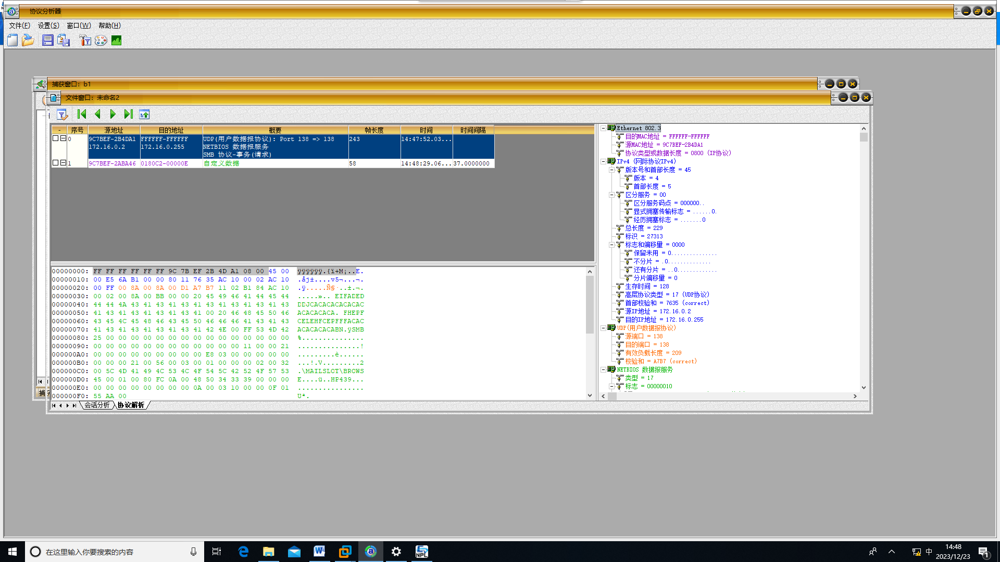 协议分析器
文件(F) 设置(S) 窗口(W) 帮助(H)
捕获窗口: b1
文件窗口: 未命名2
- 序号 源地址 目的地址 概要 帧长度 时间 时间间隔
0 9C7BEF-2B4DA1 FFFFFF-FFFFFF UDP(用户数据报协议): Port 138 => 138 243 14:47:52.03...
172.16.0.2 172.16.0.255 NETBIOS 数据报服务
SMB 协议-事务(请求)
1 9C7BEF-2ABA46 0180C2-00000E 自定义数据 58 14:48:29.06... 37.0000000
00000000: FF FF FF FF FF FF 9C 7B EF 2B 4D A1 08 00 45 00 ÿÿÿÿÿÿ.{ï+M¡..E.
00000010: 00 E5 6A B1 00 00 80 11 76 35 AC 10 00 02 AC 10 .åj±....v5¬...¬.
00000020: 00 FF 00 8A 00 8A 00 D1 A7 B7 11 02 B1 84 AC 10 .ÿ.....Ñ§·..±.¬.
00000030: 00 02 00 8A 00 BB 00 00 20 45 49 46 41 44 45 44 .....».. EIFADED
00000040: 44 44 4A 43 41 43 41 43 41 43 41 43 41 43 41 43 DDJCACACACACACAC
00000050: 41 43 41 43 41 43 41 43 41 00 20 46 48 45 50 46 ACACACACA. FHEPF
00000060: 43 45 4C 45 48 46 43 45 50 46 46 46 41 43 41 43 CELEHFCEPFFFACAC
00000070: 41 43 41 43 41 43 41 43 41 42 4E 00 FF 53 4D 42 ACACACACABN.ÿSMB
00000080: 25 00 00 00 00 00 00 00 00 00 00 00 00 00 00 00 %...............
00000090: 00 00 00 00 00 00 00 00 00 00 00 00 11 00 00 21 ...............!
000000A0: 00 00 00 00 00 00 00 00 00 E8 03 00 00 00 00 00 .........è......
000000B0: 00 00 00 21 00 56 00 03 00 01 00 00 00 02 00 32 ...!.V.........2
000000C0: 00 5C 4D 41 49 4C 53 4C 4F 54 5C 42 52 4F 57 53 .\MAILSLOT\BROWS
000000D0: 45 00 01 00 80 FC 0A 00 48 50 34 33 39 00 00 00 E....ü..HP439...
000000E0: 00 00 00 00 00 00 00 00 0A 00 03 10 00 00 0F 01 ................
000000F0: 55 AA 00 Uª.
会话分析 协议解析
Ethernet 802.3
目的MAC地址 = FFFFFF-FFFFFF
源MAC地址 = 9C7BEF-2B4DA1
协议类型或数据长度 = 0800 (IP协议)
IPv4 (网际协议IPv4)
版本号和首部长度 = 45
版本 = 4
首部长度 = 5
区分服务 = 00
区分服务码点 = 000000..
显式拥塞传输标志 = ......0.
经历拥塞标志 = .......0
总长度 = 229
标识 = 27313
标志和偏移量 = 0000
保留未用 = 0...............
不分片 = .0..............
还有分片 = ..0.............
分片偏移量 = 0
生存时间 = 128
高层协议类型 = 17 (UDP协议)
首部校验和 = 7635 (correct)
源IP地址 = 172.16.0.2
目的IP地址 = 172.16.0.255
UDP(用户数据报协议)
源端口 = 138
目的端口 = 138
有效负载长度 = 209
校验和 = A7B7 (correct)
NETBIOS 数据报服务
类型 = 17
标志 = 00000010
在这里输入你要搜索的内容
NPL
中
14:48
2023/12/23
1